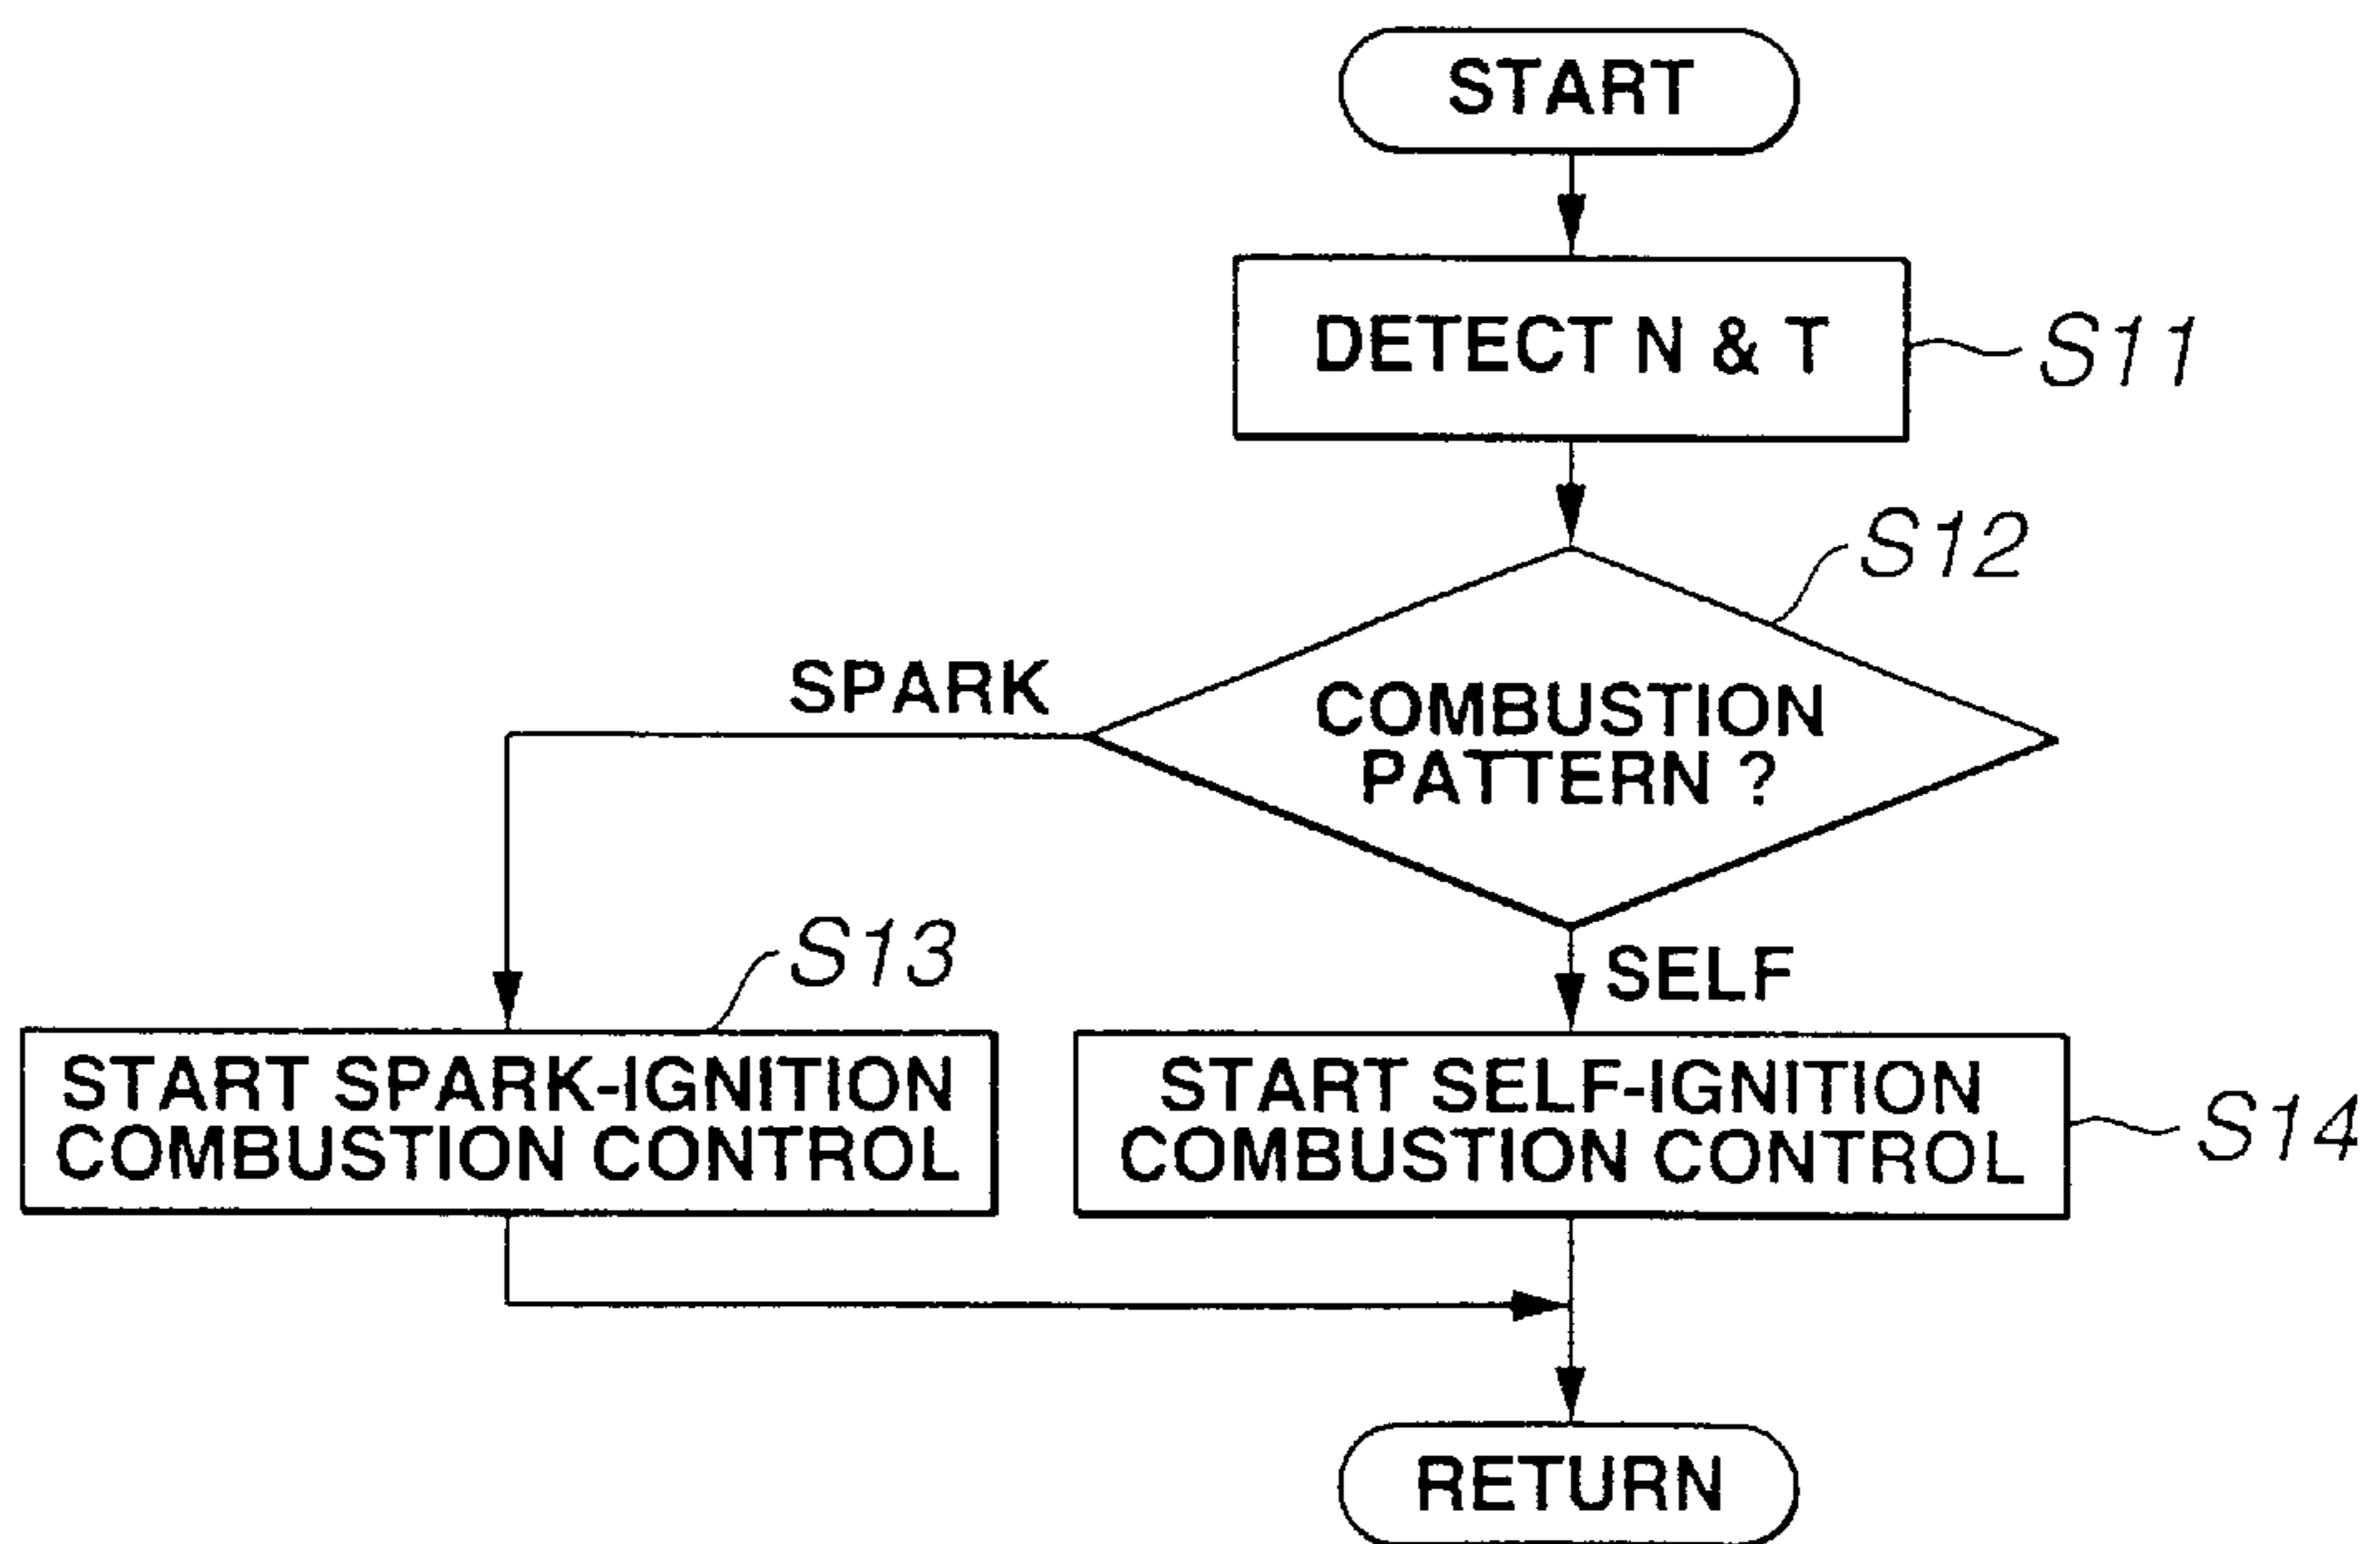 START
DETECT N & T
S11
S12
SPARK
COMBUSTION
PATTERN ?
S13
SELF
START SPARK-IGNITION
COMBUSTION CONTROL
START SELF-IGNITION
COMBUSTION CONTROL
S14
RETURN